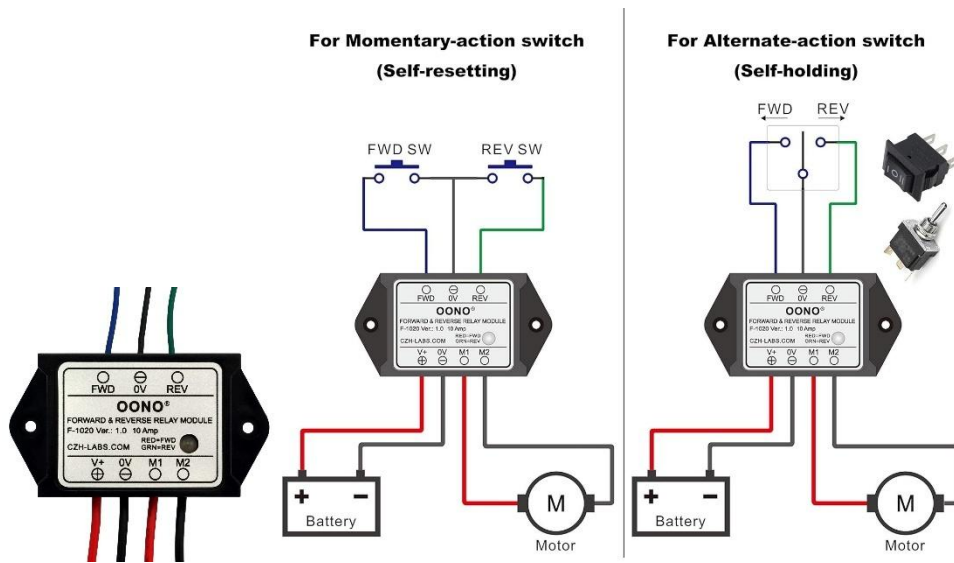 For Momentary-action switch
(Self-resetting)
FWD SW
REV SW
FWD
0V
REV
OONO®
FORWARD & REVERSE RELAY MODULE
F-1020 Ver.: 1.0 10 Amp
CZH-LABS.COM
RED=FWD
GRN=REV
V+
0V
M1
M2
+
−
Battery
M
Motor
For Alternate-action switch
(Self-holding)
FWD
REV
FWD
0V
REV
OONO®
FORWARD & REVERSE RELAY MODULE
F-1020 Ver.: 1.0 10 Amp
CZH-LABS.COM
RED=FWD
GRN=REV
V+
0V
M1
M2
+
−
Battery
M
Motor
FWD
0V
REV
OONO®
FORWARD & REVERSE RELAY MODULE
F-1020 Ver.: 1.0 10 Amp
CZH-LABS.COM
RED=FWD
GRN=REV
V+
0V
M1
M2